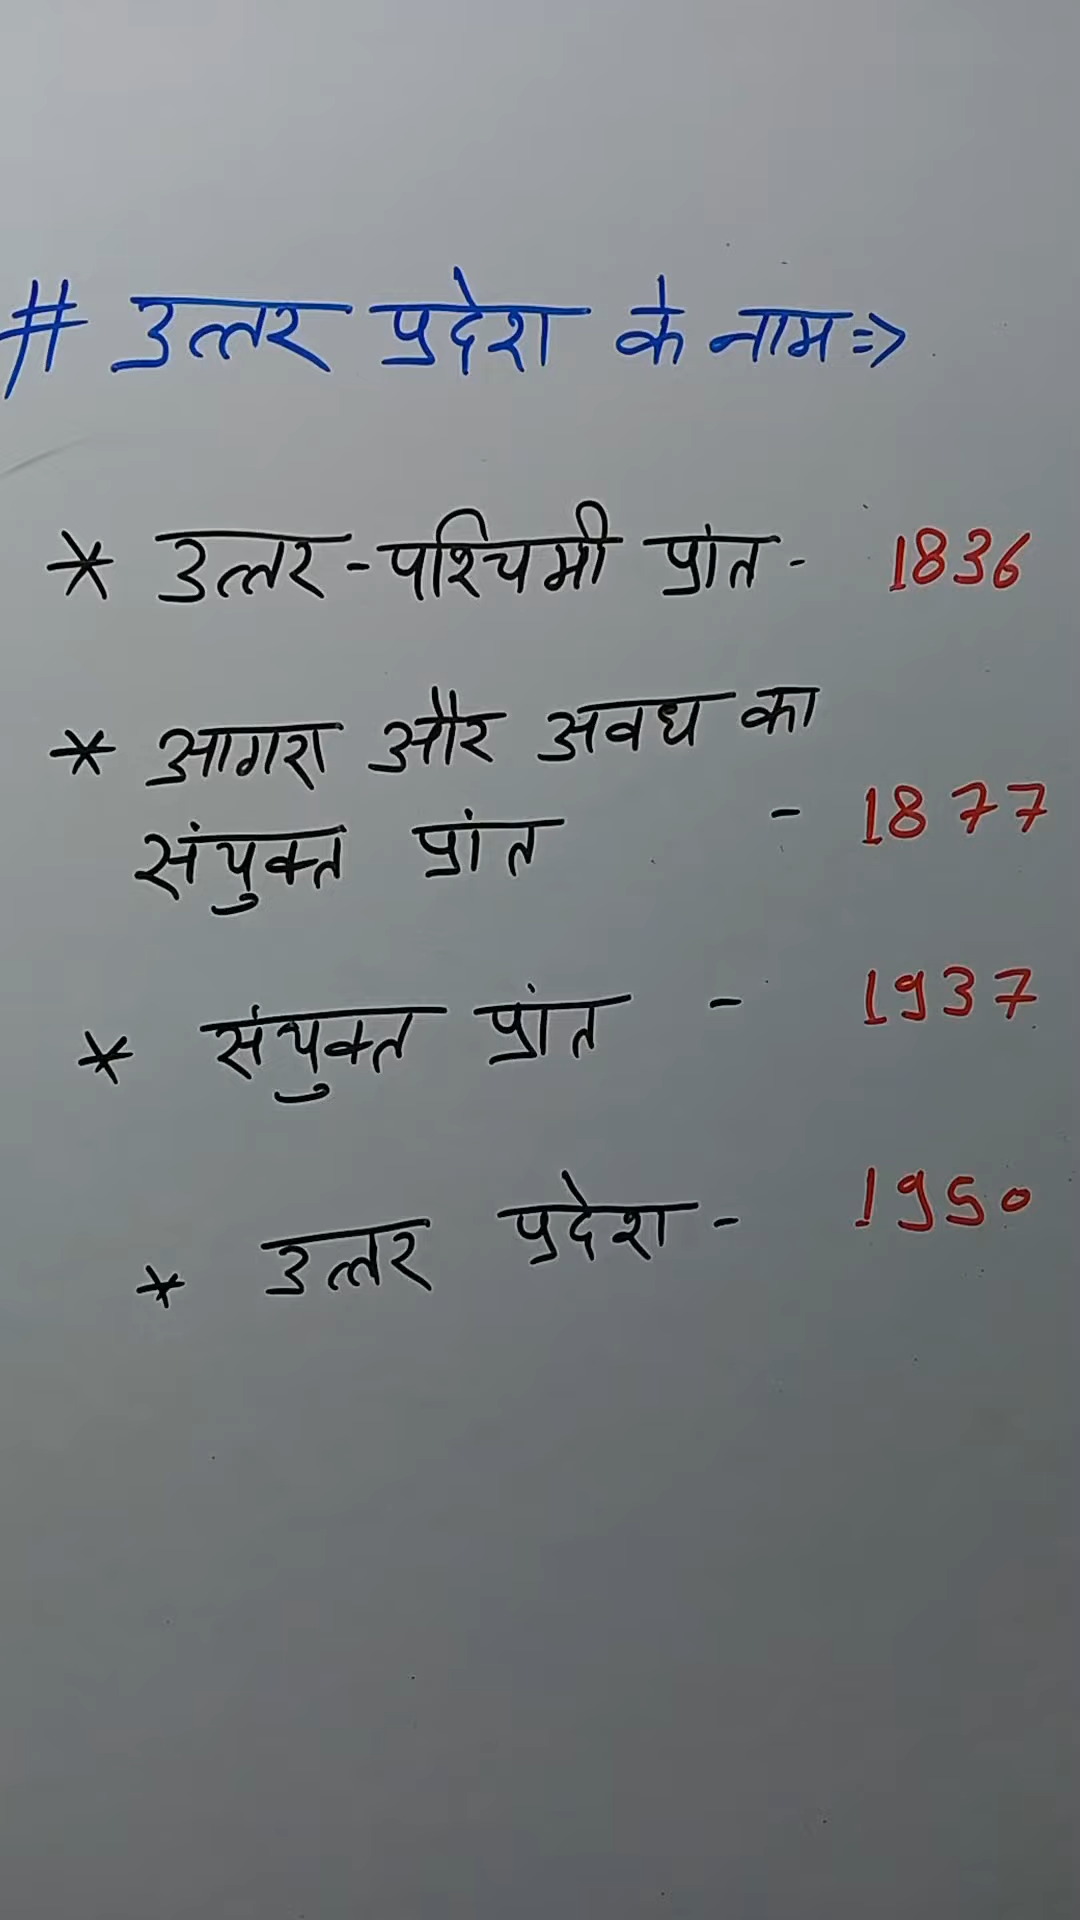 # उत्तर प्रदेश के नाम =>
* उत्तर-पश्चिमी प्रांत - 1836
* आगरा और अवध का
संयुक्त प्रांत - 1877
* संयुक्त प्रांत - 1937
* उत्तर प्रदेश - 1950